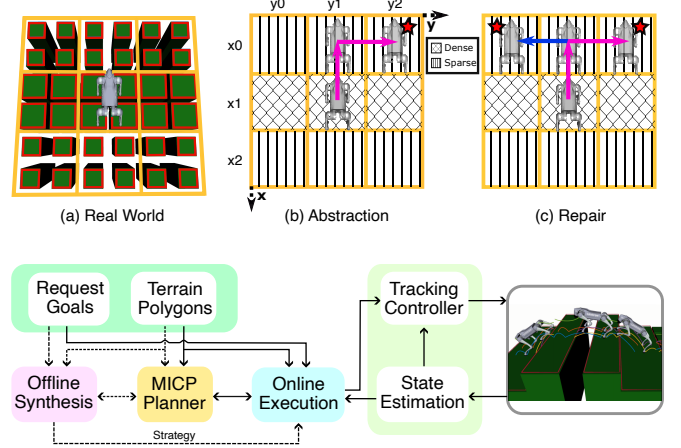 y0 y1 y2
y
x0
x1
x2
x
Dense
Sparse
(a) Real World
(b) Abstraction
(c) Repair
Request
Goals
Terrain
Polygons
Tracking
Controller
Offline
Synthesis
MICP
Planner
Online
Execution
State
Estimation
Strategy